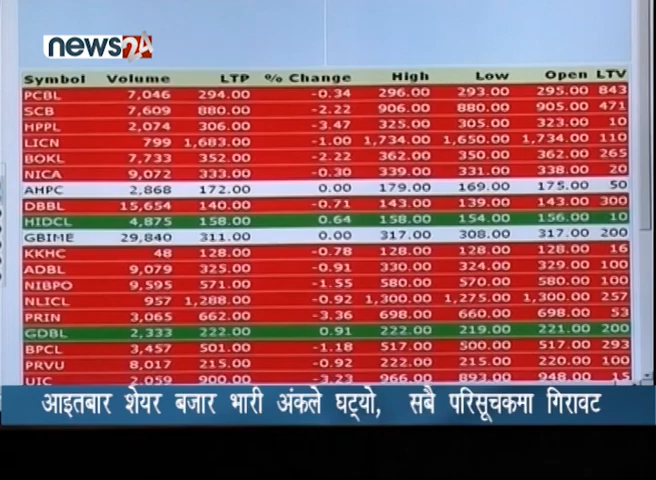 news24
Symbol Volume LTP % Change High Low Open LTV
PCBL 7,046 294.00 -0.34 296.00 293.00 295.00 843
SCB 7,609 880.00 -2.22 906.00 880.00 905.00 471
HPPL 2,074 306.00 -3.47 325.00 305.00 323.00 10
LICN 799 1,683.00 -1.00 1,734.00 1,650.00 1,734.00 110
BOKL 7,733 352.00 -2.22 362.00 350.00 362.00 265
NICA 9,072 333.00 -0.30 339.00 331.00 338.00 20
AHPC 2,868 172.00 0.00 179.00 169.00 175.00 50
DBBL 15,654 140.00 -0.71 143.00 139.00 143.00 300
HIDCL 4,875 158.00 0.64 158.00 154.00 156.00 10
GBIME 29,840 311.00 0.00 317.00 308.00 317.00 200
KKHC 48 128.00 -0.78 128.00 128.00 128.00 16
ADBL 9,079 325.00 -0.91 330.00 324.00 329.00 100
NIBPO 9,595 571.00 -1.55 580.00 570.00 580.00 100
NLICL 957 1,288.00 -0.92 1,300.00 1,275.00 1,300.00 257
PRIN 3,065 662.00 -3.36 698.00 660.00 698.00 53
GDBL 2,333 222.00 0.91 222.00 219.00 221.00 200
BPCL 3,457 501.00 -1.18 517.00 500.00 517.00 293
PRVU 8,017 215.00 -0.92 222.00 215.00 220.00 100
UIC 2,059 900.00 -3.23 966.00 893.00 948.00 15
आइतबार शेयर बजार भारी अंकले घट्यो, सबै परिसूचकमा गिरावट